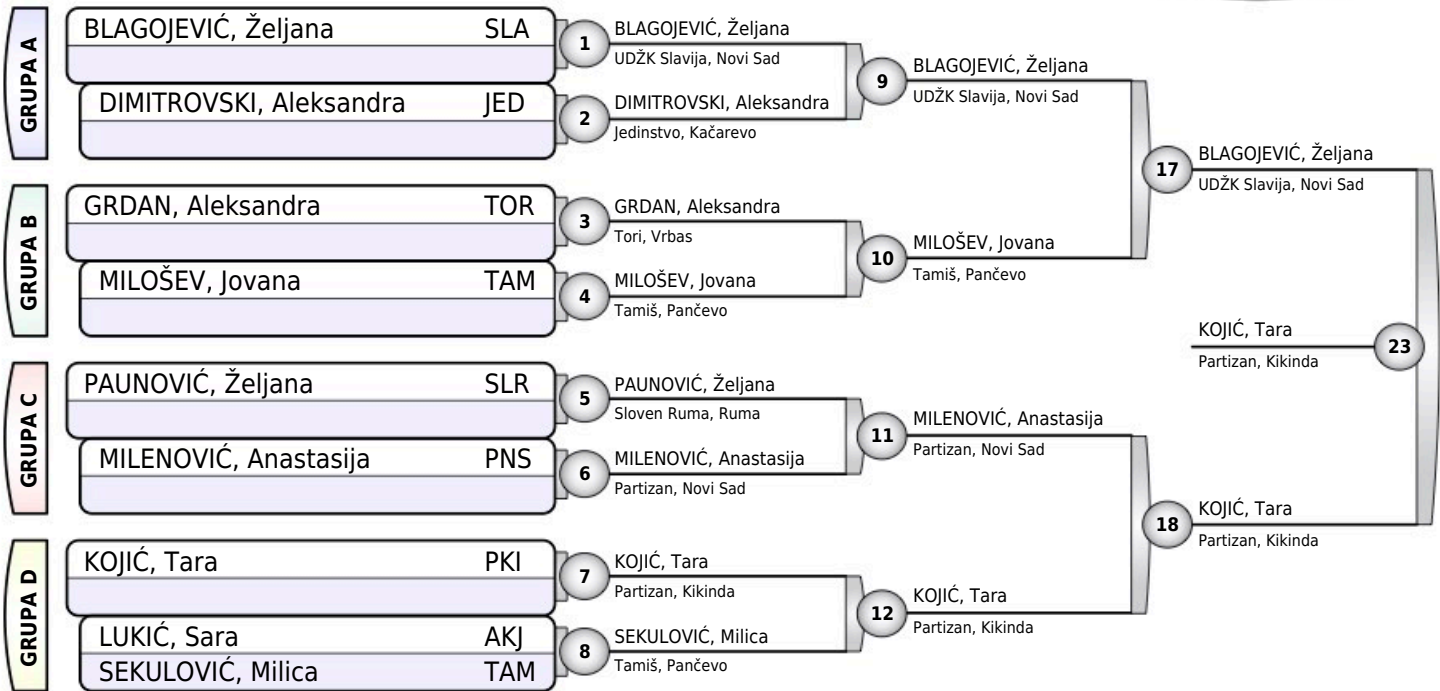 GRUPA A
BLAGOJEVIĆ, Željana SLA
DIMITROVSKI, Aleksandra JED
GRUPA B
GRDAN, Aleksandra TOR
MILOŠEV, Jovana TAM
GRUPA C
PAUNOVIĆ, Željana SLR
MILENOVIĆ, Anastasija PNS
GRUPA D
KOJIĆ, Tara PKI
LUKIĆ, Sara AKJ
SEKULOVIĆ, Milica TAM
1
BLAGOJEVIĆ, Željana
UDŽK Slavija, Novi Sad
2
DIMITROVSKI, Aleksandra
Jedinstvo, Kačarevo
3
GRDAN, Aleksandra
Tori, Vrbas
4
MILOŠEV, Jovana
Tamiš, Pančevo
5
PAUNOVIĆ, Željana
Sloven Ruma, Ruma
6
MILENOVIĆ, Anastasija
Partizan, Novi Sad
7
KOJIĆ, Tara
Partizan, Kikinda
8
SEKULOVIĆ, Milica
Tamiš, Pančevo
9
BLAGOJEVIĆ, Željana
UDŽK Slavija, Novi Sad
10
MILOŠEV, Jovana
Tamiš, Pančevo
11
MILENOVIĆ, Anastasija
Partizan, Novi Sad
12
KOJIĆ, Tara
Partizan, Kikinda
17
BLAGOJEVIĆ, Željana
UDŽK Slavija, Novi Sad
18
KOJIĆ, Tara
Partizan, Kikinda
KOJIĆ, Tara
Partizan, Kikinda
23